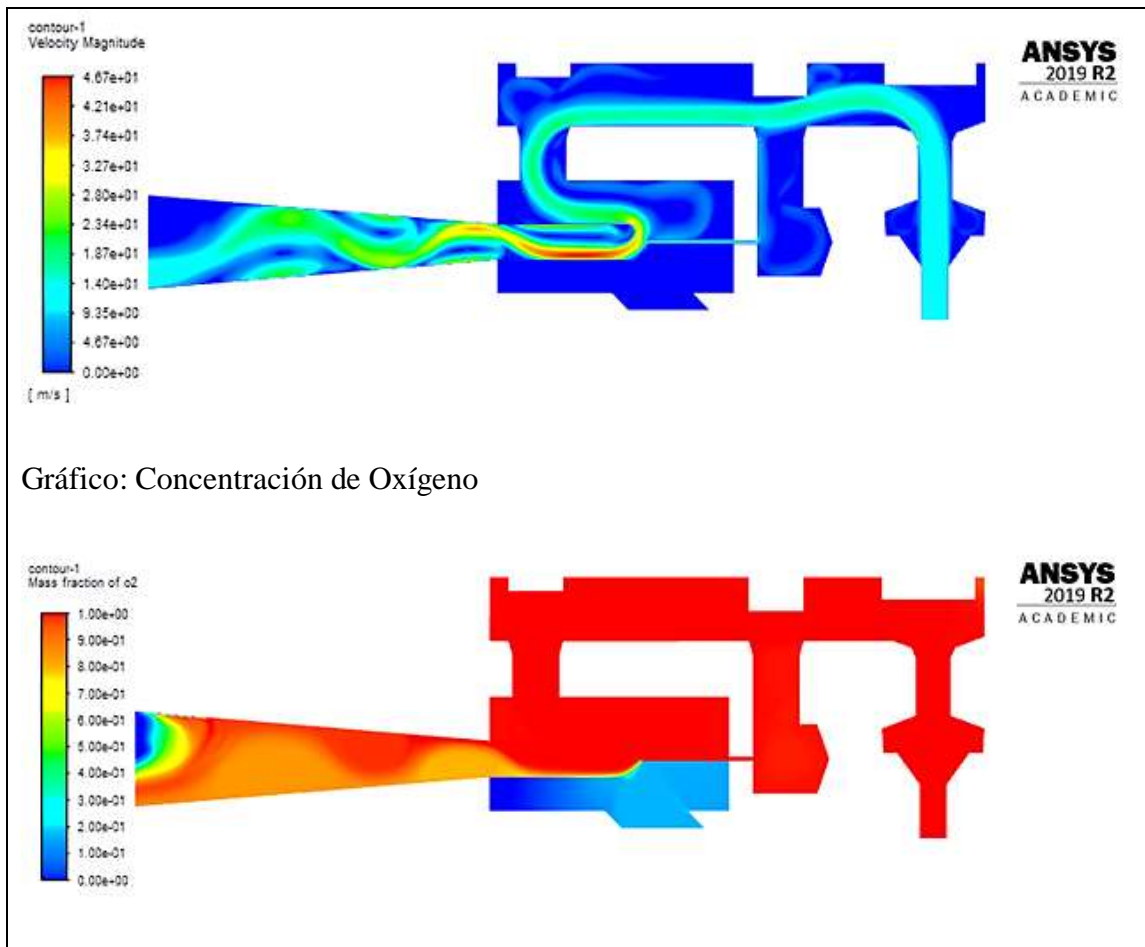 contour-1
Velocity Magnitude
4.67e+01
4.21e+01
3.74e+01
3.27e+01
2.80e+01
2.34e+01
1.87e+01
1.40e+01
9.35e+00
4.67e+00
0.00e+00
[ m/s ]
ANSYS
2019 R2
ACADEMIC
Gráfico: Concentración de Oxígeno
contour-1
Mass fraction of o2
1.00e+00
9.00e-01
8.00e-01
7.00e-01
6.00e-01
5.00e-01
4.00e-01
3.00e-01
2.00e-01
1.00e-01
0.00e+00
ANSYS
2019 R2
ACADEMIC